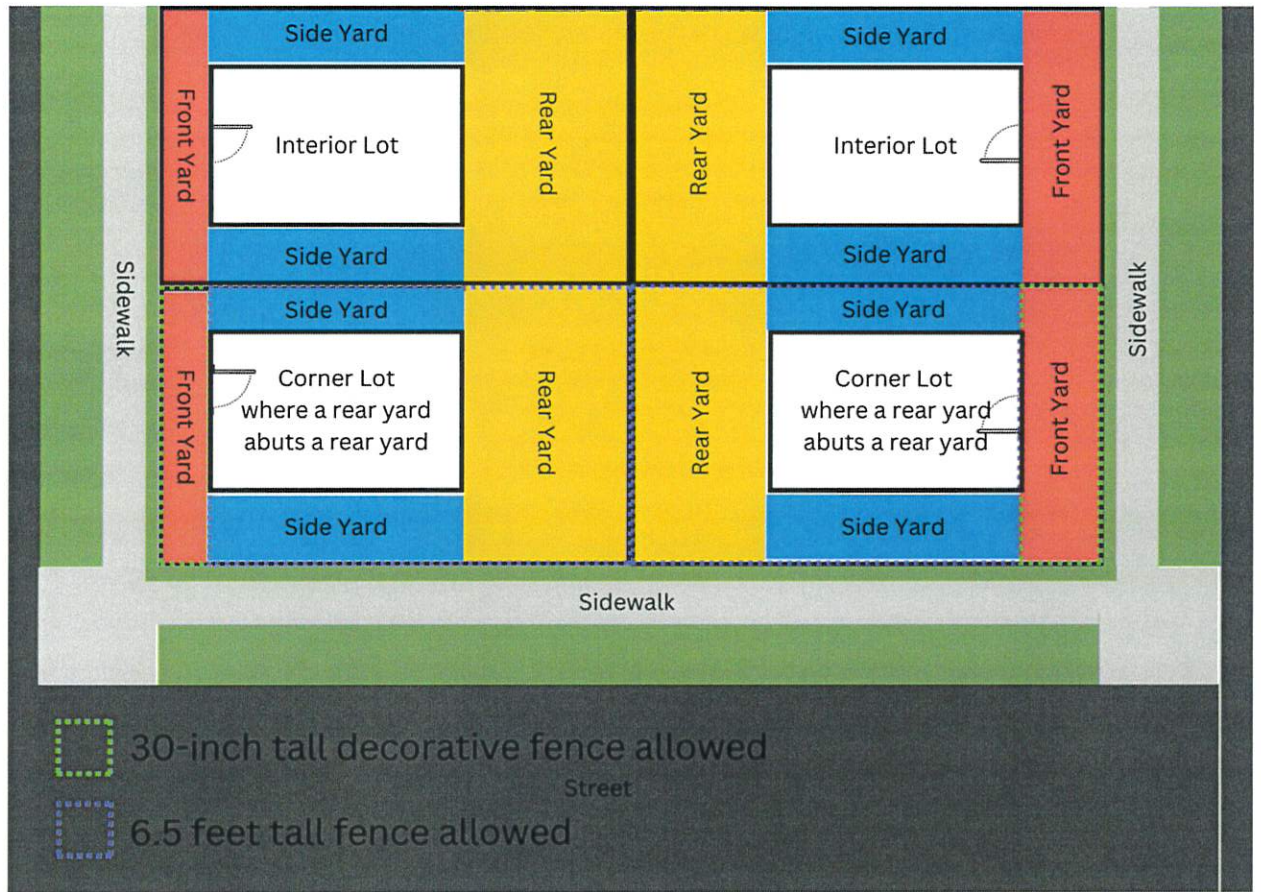 Side Yard
Side Yard
Front Yard
Interior Lot
Rear Yard
Rear Yard
Interior Lot
Front Yard
Side Yard
Side Yard
Sidewalk
Sidewalk
Side Yard
Side Yard
Front Yard
Corner Lot
where a rear yard
abuts a rear yard
Rear Yard
Rear Yard
Corner Lot
where a rear yard
abuts a rear yard
Front Yard
Side Yard
Side Yard
Sidewalk
30-inch tall decorative fence allowed
Street
6.5 feet tall fence allowed